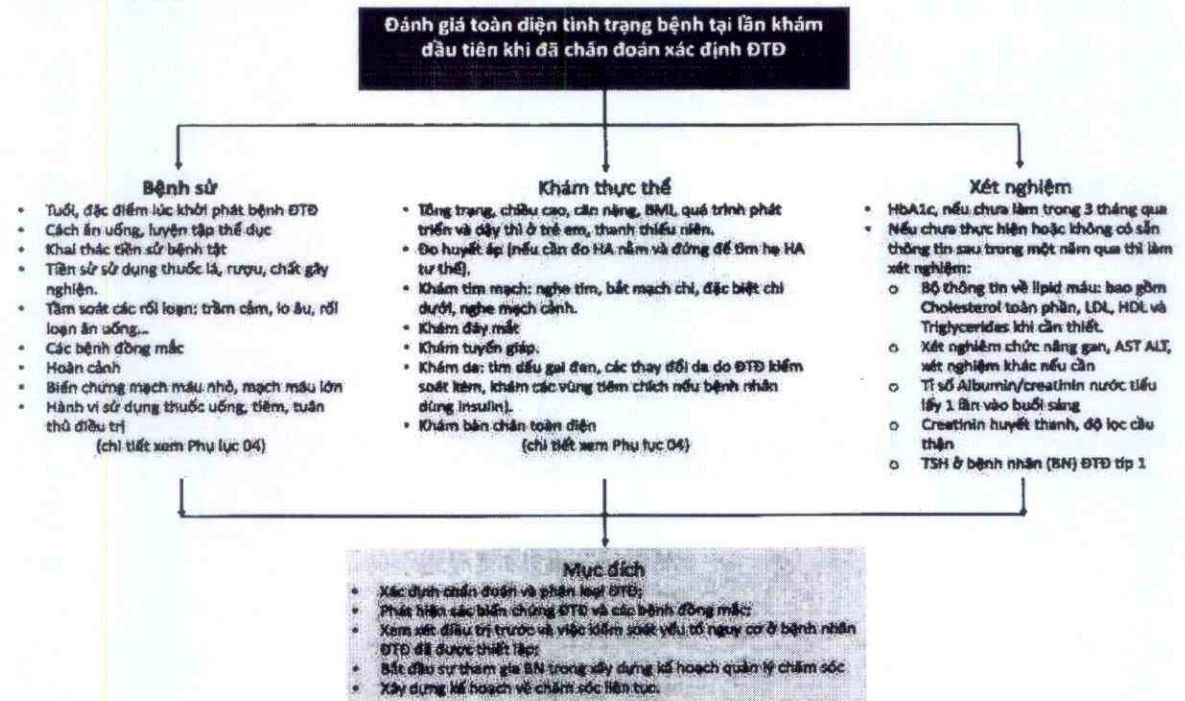 Đánh giá toàn diện tình trạng bệnh tại lần khám
đầu tiên khi đã chẩn đoán xác định ĐTĐ
Bệnh sử
• Tuổi, đặc điểm lúc khởi phát bệnh ĐTĐ
• Cách ăn uống, luyện tập thể dục
• Khai thác tiền sử bệnh tật
• Tiền sử sử dụng thuốc lá, rượu, chất gây
nghiện.
• Tầm soát các rối loạn: trầm cảm, lo âu, rối
loạn ăn uống...
• Các bệnh đồng mắc
• Hoàn cảnh
• Biến chứng mạch máu nhỏ, mạch máu lớn
• Hành vi sử dụng thuốc uống, tiêm, tuân
thủ điều trị
(chi tiết xem Phụ lục 04)
Khám thực thể
• Tổng trạng, chiều cao, cân nặng, BMI, quá trình phát
triển và dậy thì ở trẻ em, thanh thiếu niên.
• Đo huyết áp (nếu cần đo HA nằm và đứng để tìm hạ HA
tư thế),
• Khám tim mạch: nghe tim, bắt mạch chi, đặc biệt chi
dưới, nghe mạch cảnh.
• Khám đáy mắt
• Khám tuyến giáp.
• Khám da: tìm dấu gai đen, các thay đổi da do ĐTĐ kiểm
soát kém, khám các vùng tiêm chích nếu bệnh nhân
dùng insulin).
• Khám bàn chân toàn diện
(chi tiết xem Phụ lục 04)
Xét nghiệm
• HbA1c, nếu chưa làm trong 3 tháng qua
• Nếu chưa thực hiện hoặc không có sẵn
thông tin sau trong một năm qua thì làm
xét nghiệm:
o Bộ thông tin về lipid máu: bao gồm
Cholesterol toàn phần, LDL, HDL và
Triglycerides khi cần thiết.
o Xét nghiệm chức năng gan, AST ALT,
xét nghiệm khác nếu cần
o Tỉ số Albumin/creatinin nước tiểu
lấy 1 lần vào buổi sáng
o Creatinin huyết thanh, độ lọc cầu
thận
o TSH ở bệnh nhân (BN) ĐTĐ típ 1
Mục đích
• Xác định chẩn đoán và phân loại ĐTĐ;
• Phát hiện các biến chứng ĐTĐ và các bệnh đồng mắc;
• Xem xét điều trị trước và việc kiểm soát yếu tố nguy cơ ở bệnh nhân
ĐTĐ đã được thiết lập;
• Bắt đầu sự tham gia BN trong xây dựng kế hoạch quản lý chăm sóc
• Xây dựng kế hoạch về chăm sóc liên tục.